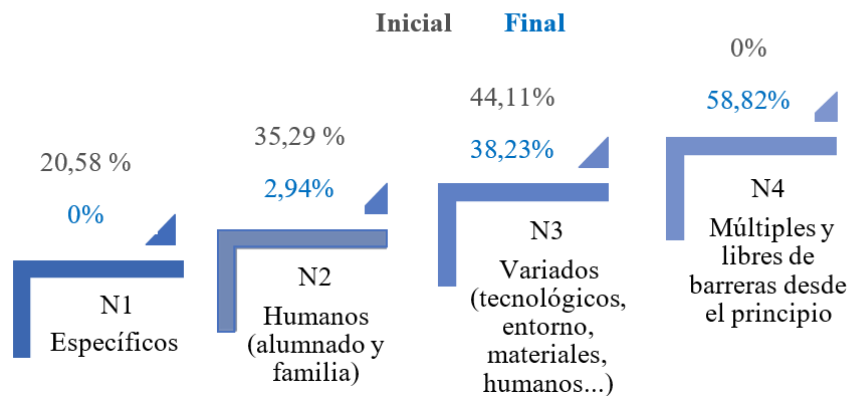 Inicial Final
20,58 %
0%
N1
Específicos
35,29 %
2,94%
N2
Humanos
(alumnado y
familia)
44,11%
38,23%
N3
Variados
(tecnológicos,
entorno,
materiales,
humanos...)
0%
58,82%
N4
Múltiples y
libres de
barreras desde
el principio